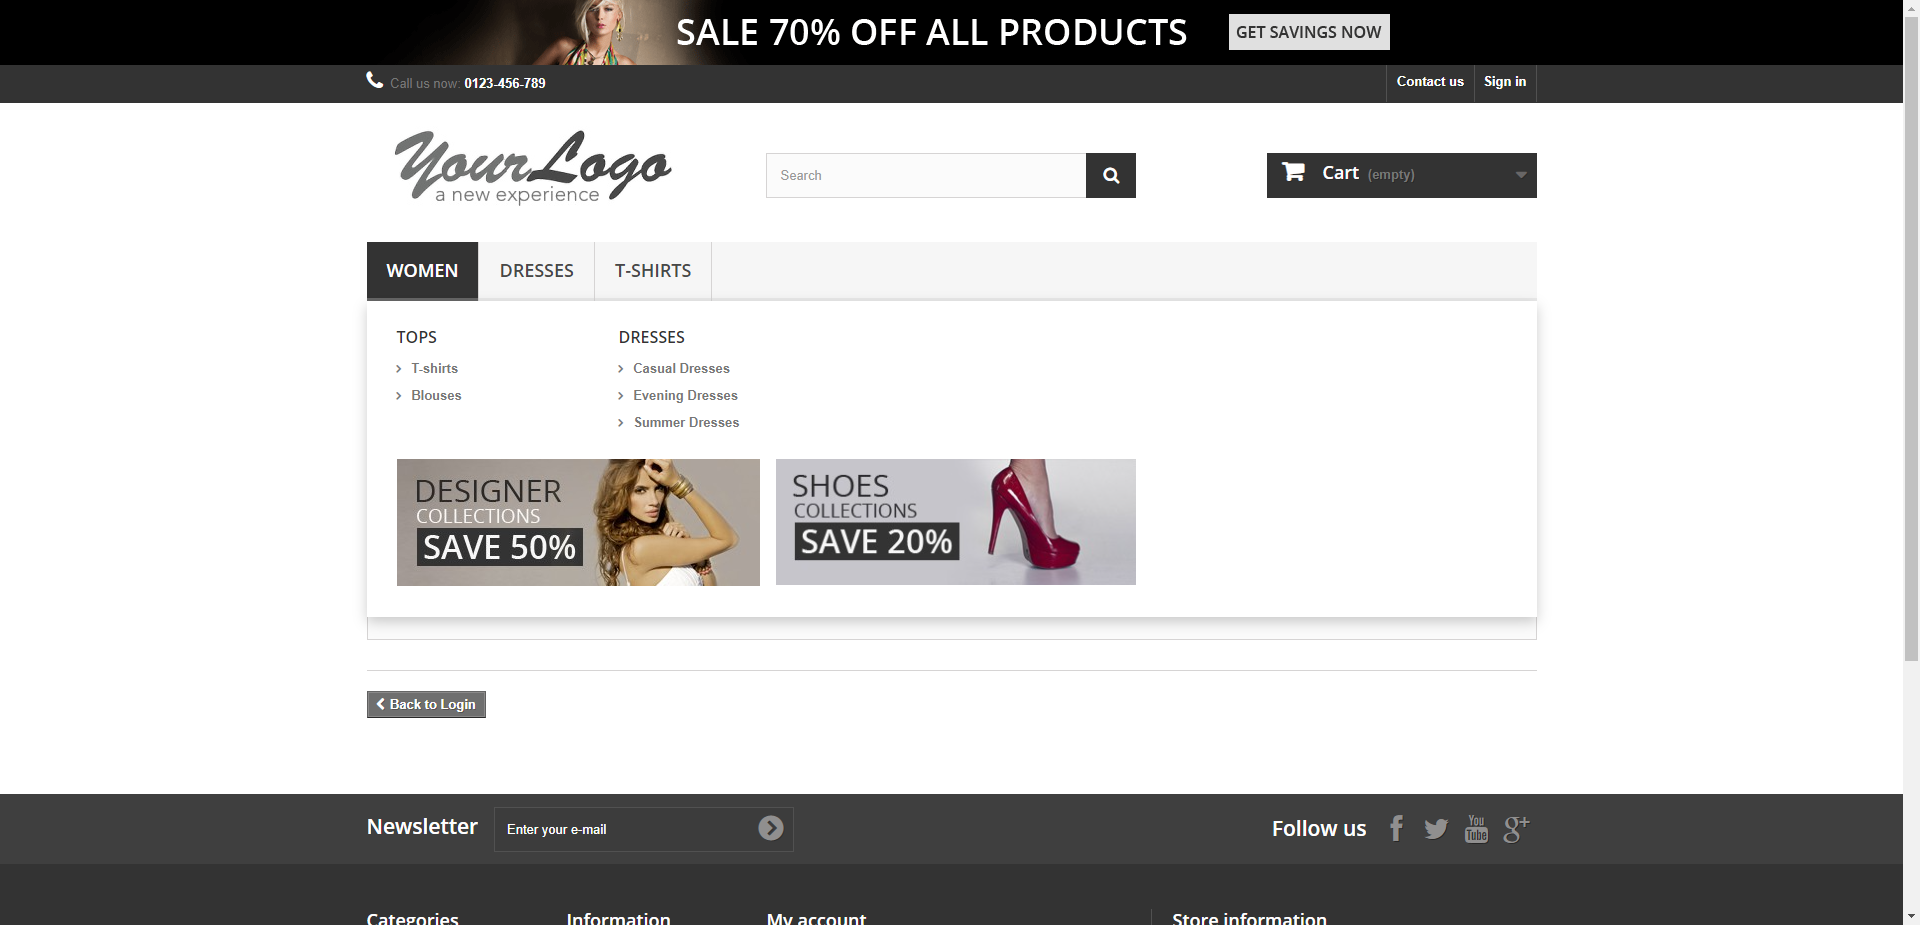 SALE 70% OFF ALL PRODUCTS
GET SAVINGS NOW
Call us now: 0123-456-789
Contact us
Sign in
YourLogo
a new experience
Search
Cart (empty)
WOMEN
DRESSES
T-SHIRTS
TOPS
T-shirts
Blouses
DRESSES
Casual Dresses
Evening Dresses
Summer Dresses
DESIGNER
COLLECTIONS
SAVE 50%
SHOES
COLLECTIONS
SAVE 20%
Back to Login
Newsletter
Enter your e-mail
Follow us
You
Tube
g+
Categories
Information
My account
Store information